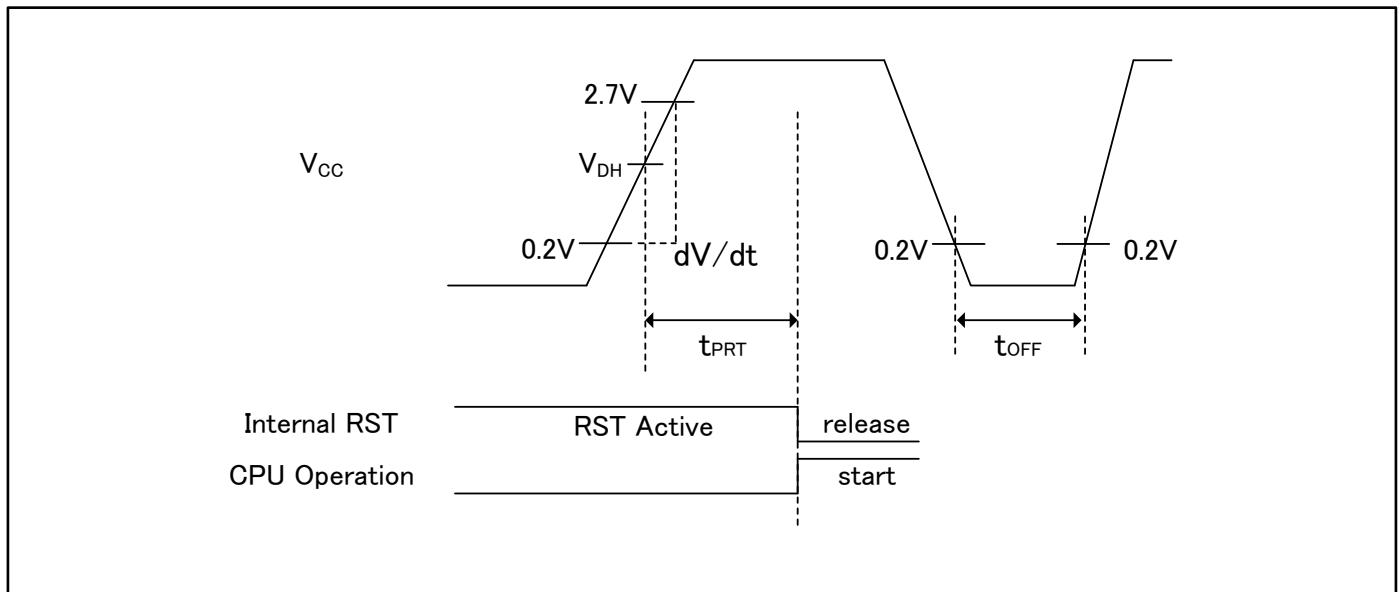 2.7V
VCC
VDH
0.2V
dV/dt
0.2V
0.2V
tPRT
tOFF
Internal RST
RST Active
release
CPU Operation
start